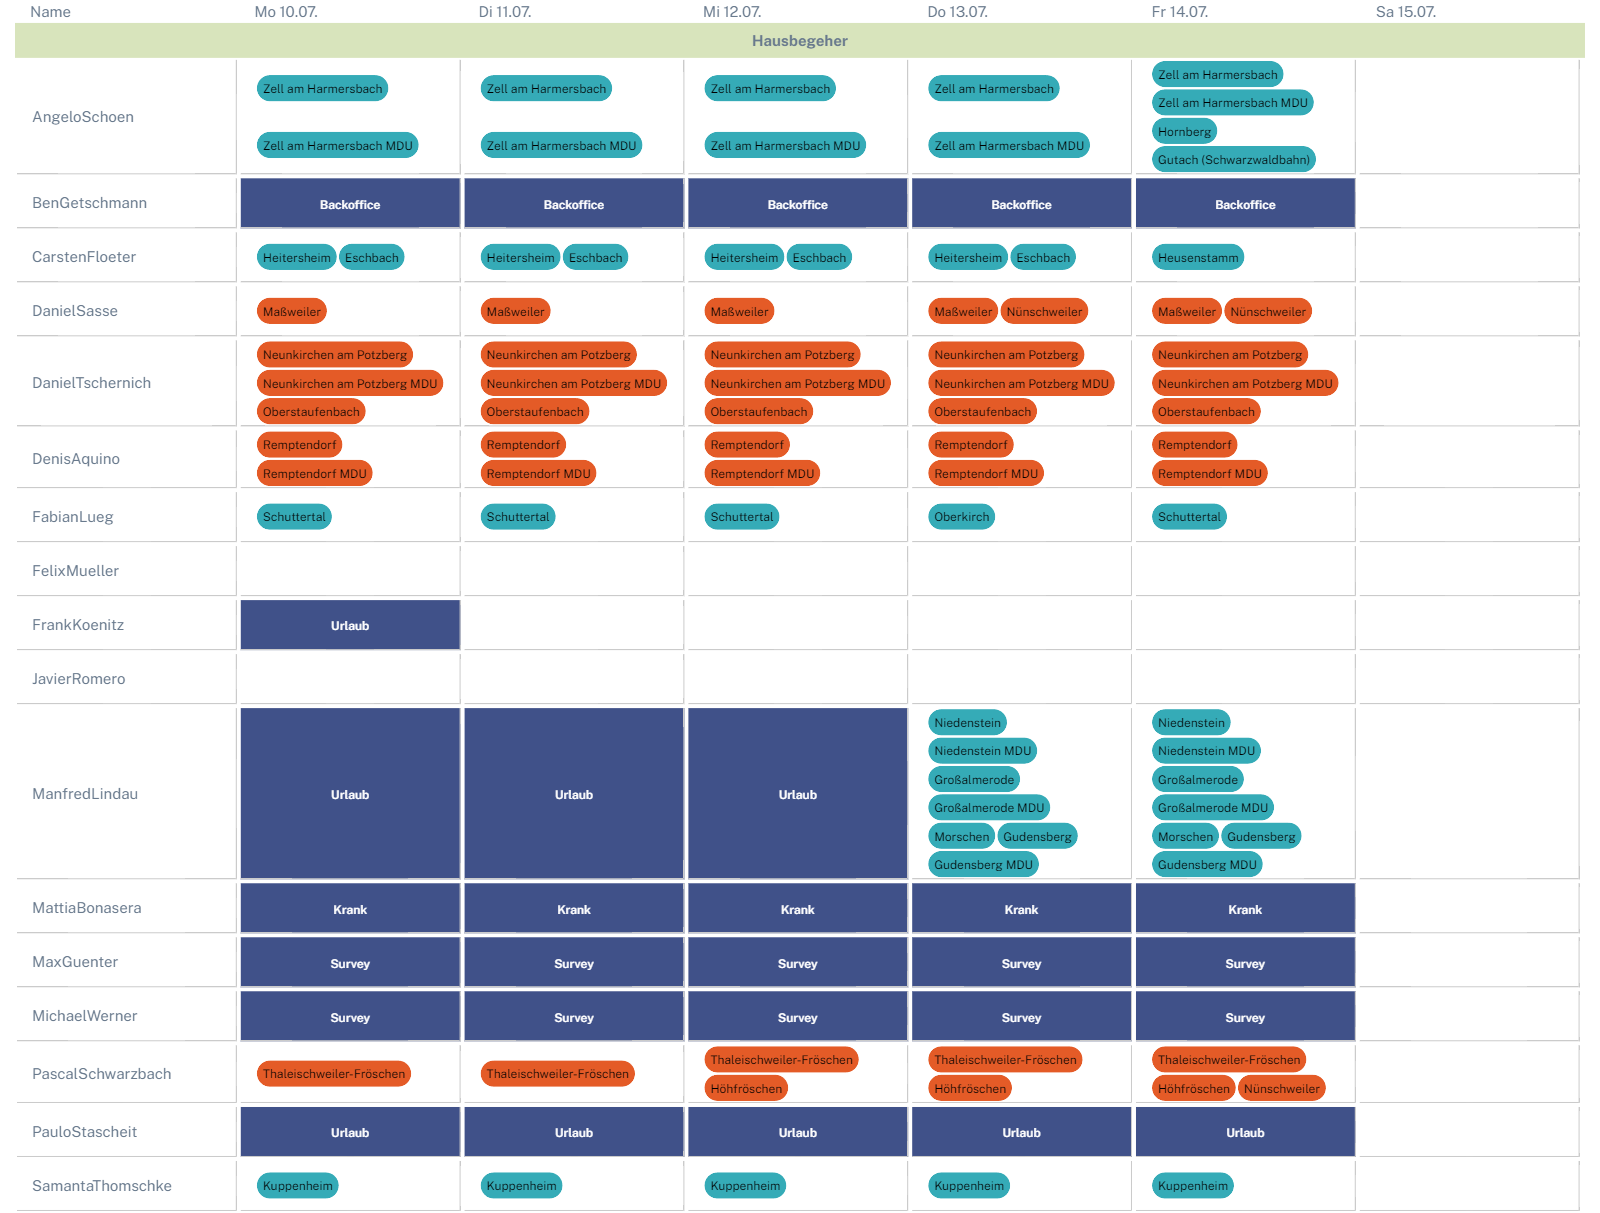 Name Mo 10.07. Di 11.07. Mi 12.07. Do 13.07. Fr 14.07. Sa 15.07.
Hausbegeher
AngeloSchoen
Zell am Harmersbach Zell am Harmersbach Zell am Harmersbach Zell am Harmersbach Zell am Harmersbach
Zell am Harmersbach MDU Zell am Harmersbach MDU Zell am Harmersbach MDU Zell am Harmersbach MDU Zell am Harmersbach MDU
Hornberg
Gutach (Schwarzwaldbahn)
BenGetschmann Backoffice Backoffice Backoffice Backoffice Backoffice
CarstenFloeter Heitersheim Eschbach Heitersheim Eschbach Heitersheim Eschbach Heitersheim Eschbach Heusenstamm
DanielSasse Maßweiler Maßweiler Maßweiler Maßweiler Nünschweiler Maßweiler Nünschweiler
DanielTschernich
Neunkirchen am Potzberg Neunkirchen am Potzberg Neunkirchen am Potzberg Neunkirchen am Potzberg Neunkirchen am Potzberg
Neunkirchen am Potzberg MDU Neunkirchen am Potzberg MDU Neunkirchen am Potzberg MDU Neunkirchen am Potzberg MDU Neunkirchen am Potzberg MDU
Oberstaufenbach Oberstaufenbach Oberstaufenbach Oberstaufenbach Oberstaufenbach
DenisAquino
Remptendorf Remptendorf Remptendorf Remptendorf Remptendorf
Remptendorf MDU Remptendorf MDU Remptendorf MDU Remptendorf MDU Remptendorf MDU
FabianLueg Schuttertal Schuttertal Schuttertal Oberkirch Schuttertal
FelixMueller
FrankKoenitz Urlaub
JavierRomero
ManfredLindau Urlaub Urlaub Urlaub
Niedenstein Niedenstein
Niedenstein MDU Niedenstein MDU
Großalmerode Großalmerode
Großalmerode MDU Großalmerode MDU
Morschen Gudensberg Morschen Gudensberg
Gudensberg MDU Gudensberg MDU
MattiaBonasera Krank Krank Krank Krank Krank
MaxGuenter Survey Survey Survey Survey Survey
MichaelWerner Survey Survey Survey Survey Survey
PascalSchwarzbach
Thaleischweiler-Fröschen Thaleischweiler-Fröschen Thaleischweiler-Fröschen Thaleischweiler-Fröschen Thaleischweiler-Fröschen
Höhfröschen Höhfröschen Höhfröschen Nünschweiler
PauloStascheit Urlaub Urlaub Urlaub Urlaub Urlaub
SamantaThomschke Kuppenheim Kuppenheim Kuppenheim Kuppenheim Kuppenheim